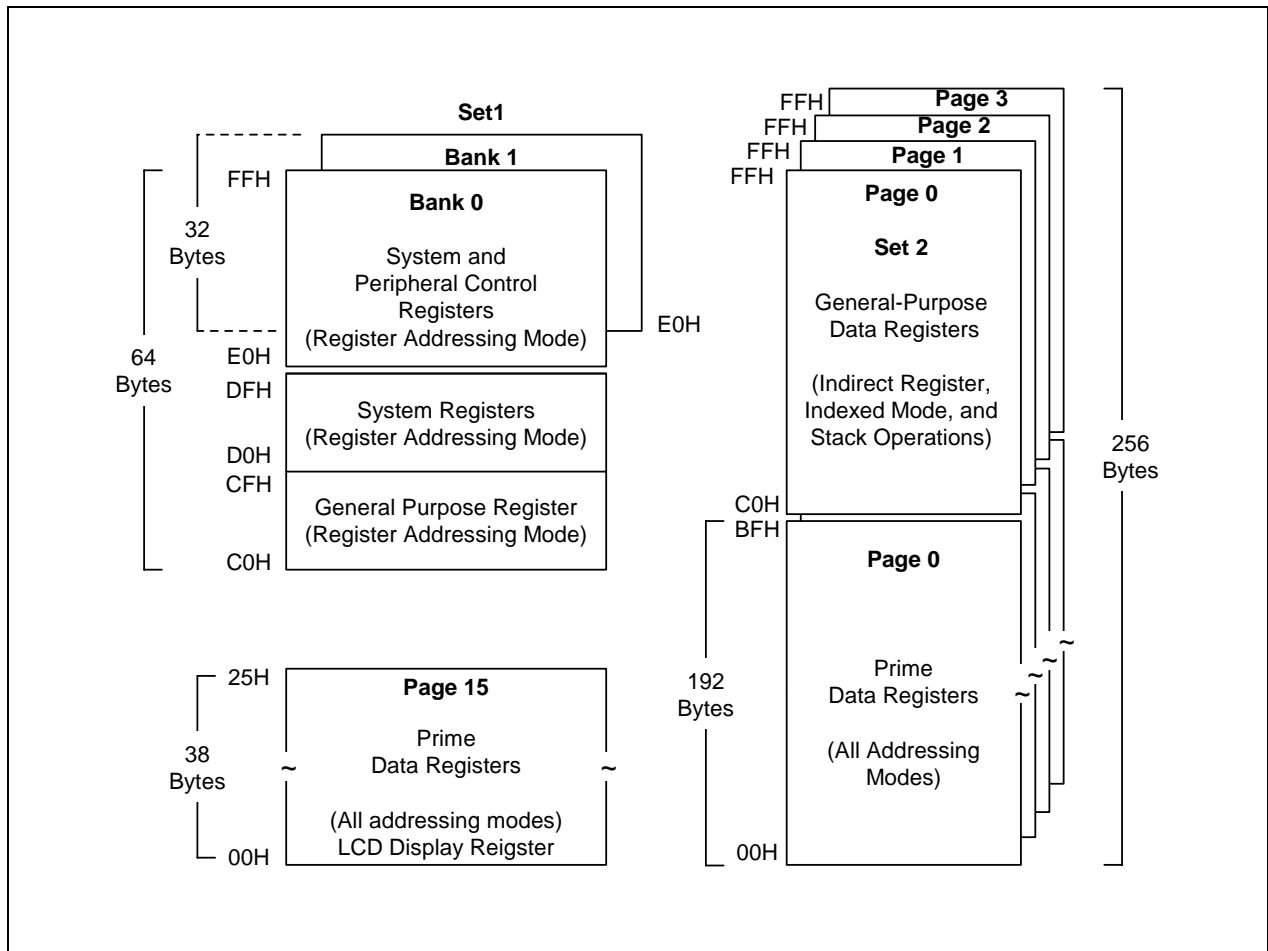 Set1
Bank 1
FFH
Bank 0
32
Bytes
System and
Peripheral Control
Registers
(Register Addressing Mode)
E0H
64
Bytes
E0H
DFH
System Registers
(Register Addressing Mode)
D0H
CFH
General Purpose Register
(Register Addressing Mode)
C0H
25H
Page 15
38
Bytes
Prime
Data Registers
~ ~
(All addressing modes)
LCD Display Reigster
00H
FFH Page 3
FFH Page 2
FFH Page 1
FFH
Page 0
Set 2
General-Purpose
Data Registers
(Indirect Register,
Indexed Mode, and
Stack Operations)
256
Bytes
C0H
BFH
Page 0
192
Bytes
Prime
Data Registers
~ ~ ~ ~
(All Addressing
Modes)
00H